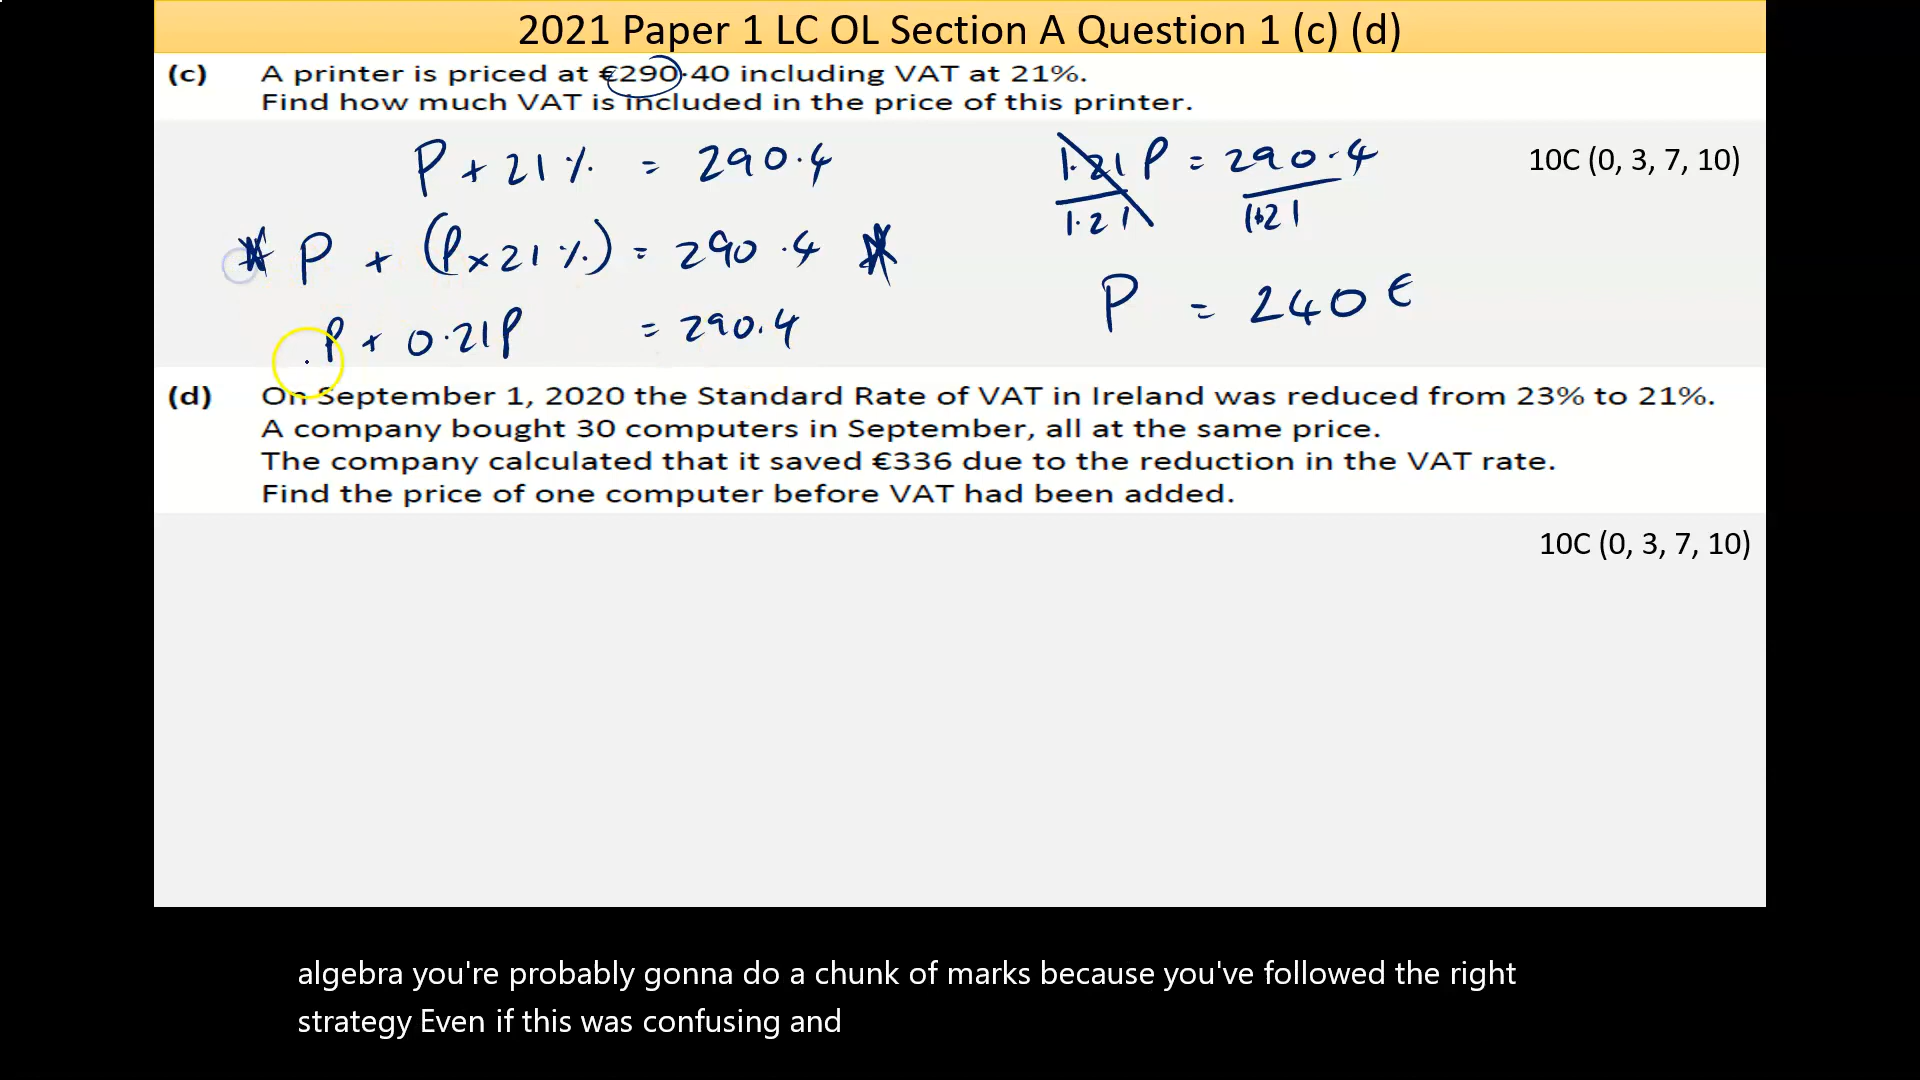 2021 Paper 1 LC OL Section A Question 1 (c) (d)
(c) A printer is priced at €290·40 including VAT at 21%.
Find how much VAT is included in the price of this printer.
P + 21% = 290.4
1.21 P = 290.4
10C (0, 3, 7, 10)
1.21 1.21
* P + (P x 21%) = 290.4 *
P = 240 €
P + 0.21P = 290.4
(d) On September 1, 2020 the Standard Rate of VAT in Ireland was reduced from 23% to 21%.
A company bought 30 computers in September, all at the same price.
The company calculated that it saved €336 due to the reduction in the VAT rate.
Find the price of one computer before VAT had been added.
10C (0, 3, 7, 10)
algebra you're probably gonna do a chunk of marks because you've followed the right
strategy Even if this was confusing and